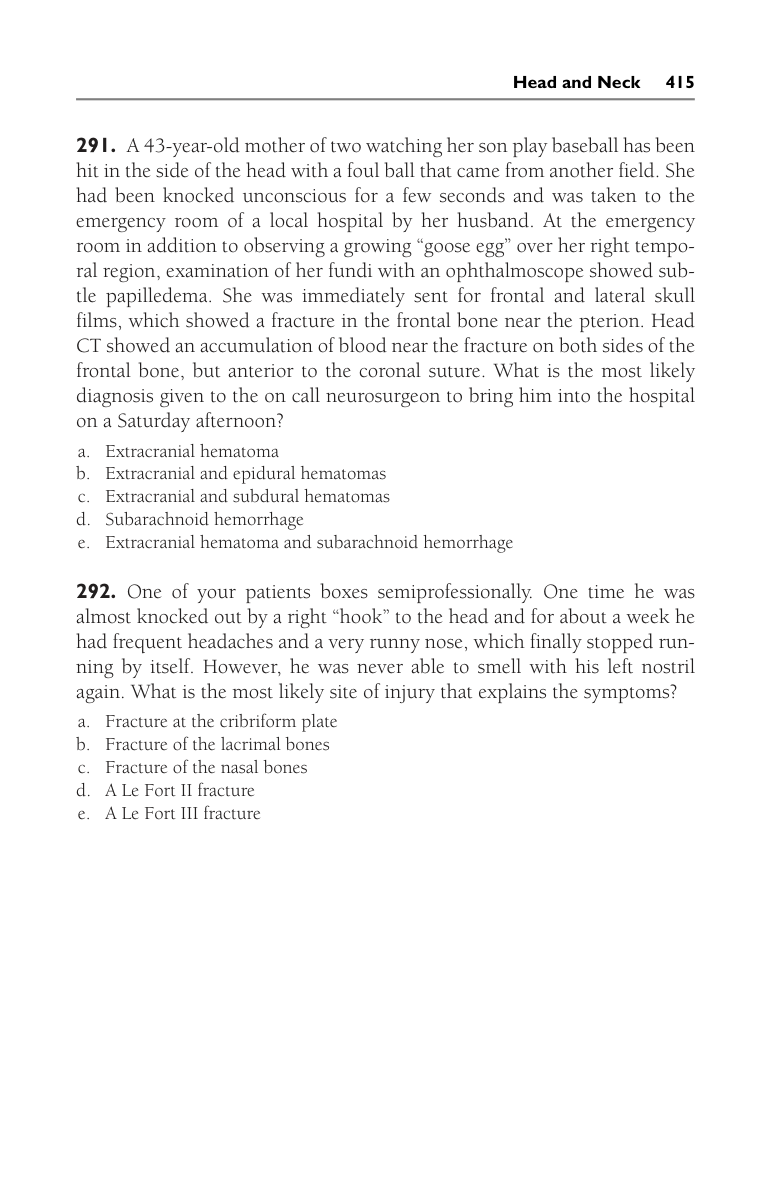 Head and Neck 415
291. A 43-year-old mother of two watching her son play baseball has been
hit in the side of the head with a foul ball that came from another field. She
had been knocked unconscious for a few seconds and was taken to the
emergency room of a local hospital by her husband. At the emergency
room in addition to observing a growing “goose egg” over her right tempo-
ral region, examination of her fundi with an ophthalmoscope showed sub-
tle papilledema. She was immediately sent for frontal and lateral skull
films, which showed a fracture in the frontal bone near the pterion. Head
CT showed an accumulation of blood near the fracture on both sides of the
frontal bone, but anterior to the coronal suture. What is the most likely
diagnosis given to the on call neurosurgeon to bring him into the hospital
on a Saturday afternoon?
a. Extracranial hematoma
b. Extracranial and epidural hematomas
c. Extracranial and subdural hematomas
d. Subarachnoid hemorrhage
e. Extracranial hematoma and subarachnoid hemorrhage
292. One of your patients boxes semiprofessionally. One time he was
almost knocked out by a right “hook” to the head and for about a week he
had frequent headaches and a very runny nose, which finally stopped run-
ning by itself. However, he was never able to smell with his left nostril
again. What is the most likely site of injury that explains the symptoms?
a. Fracture at the cribriform plate
b. Fracture of the lacrimal bones
c. Fracture of the nasal bones
d. A Le Fort II fracture
e. A Le Fort III fracture